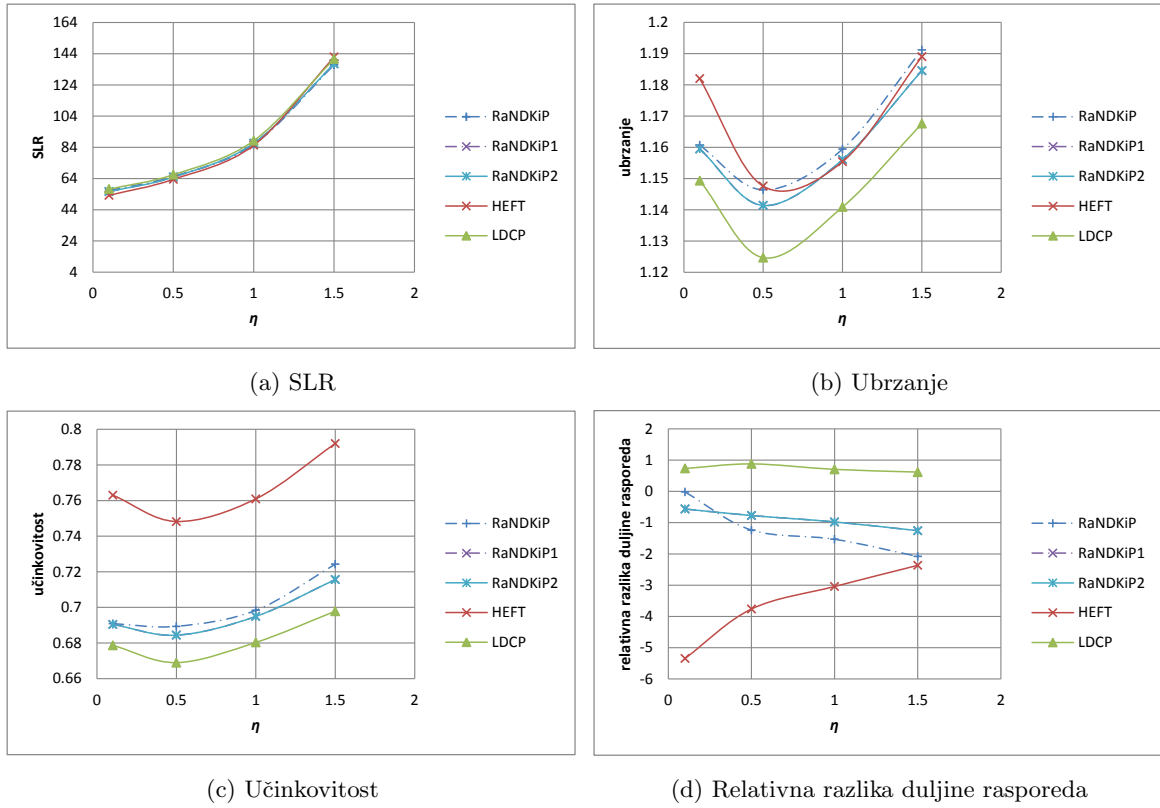 164
144
124
104
84
64
44
24
4
SLR
0
0.5
1
1.5
2
η
RaNDKiP
RaNDKiP1
RaNDKiP2
HEFT
LDCP
(a) SLR
1.2
1.19
1.18
1.17
1.16
1.15
1.14
1.13
1.12
ubrzanje
0
0.5
1
1.5
2
η
RaNDKiP
RaNDKiP1
RaNDKiP2
HEFT
LDCP
(b) Ubrzanje
0.8
0.78
0.76
0.74
0.72
0.7
0.68
0.66
učinkovitost
0
0.5
1
1.5
2
η
RaNDKiP
RaNDKiP1
RaNDKiP2
HEFT
LDCP
(c) Učinkovitost
2
1
0
-1
-2
-3
-4
-5
-6
relativna razlika duljine rasporeda
0
0.5
1
1.5
2
η
RaNDKiP
RaNDKiP1
RaNDKiP2
HEFT
LDCP
(d) Relativna razlika duljine rasporeda